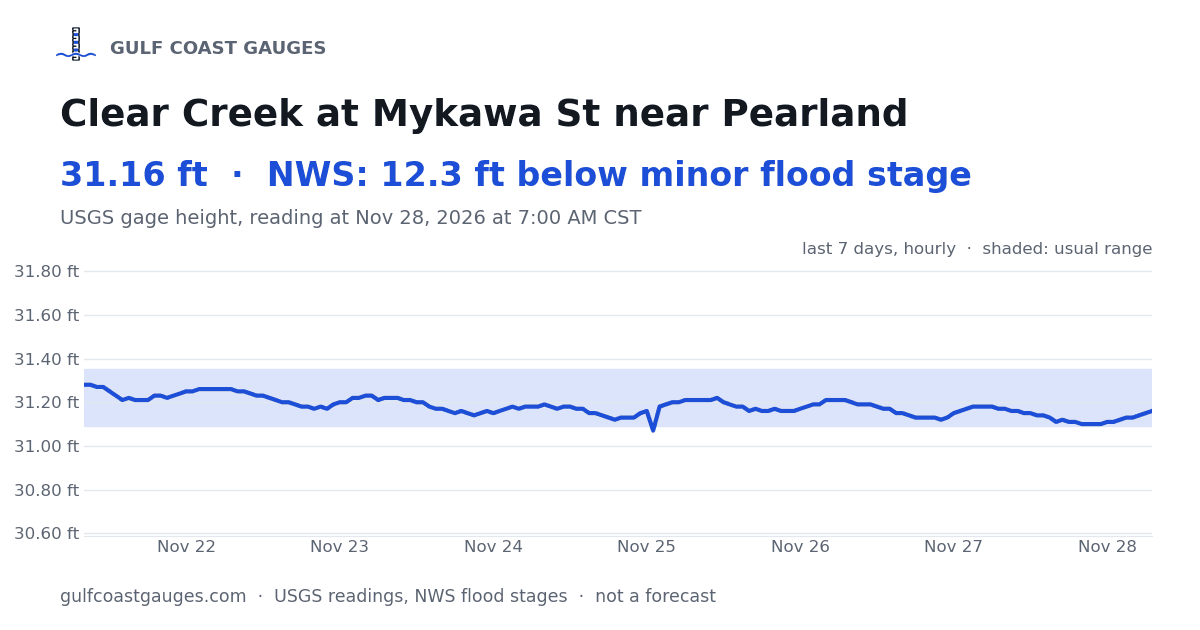 GULF COAST GAUGES
Clear Creek at Mykawa St near Pearland
31.16 ft · NWS: 12.3 ft below minor flood stage
USGS gage height, reading at Nov 28, 2026 at 7:00 AM CST
last 7 days, hourly · shaded: usual range
31.80 ft
31.60 ft
31.40 ft
31.20 ft
31.00 ft
30.80 ft
30.60 ft
Nov 22 Nov 23 Nov 24 Nov 25 Nov 26 Nov 27 Nov 28
gulfcoastgauges.com · USGS readings, NWS flood stages · not a forecast